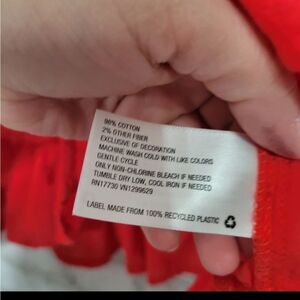 98% COTTON
2% OTHER FIBER
EXCLUSIVE OF DECORATION
MACHINE WASH COLD WITH LIKE COLORS
GENTLE CYCLE
ONLY NON-CHLORINE BLEACH IF NEEDED
TUMBLE DRY LOW, COOL IRON IF NEEDED
RN17730 VN1299629
LABEL MADE FROM 100% RECYCLED PLASTIC